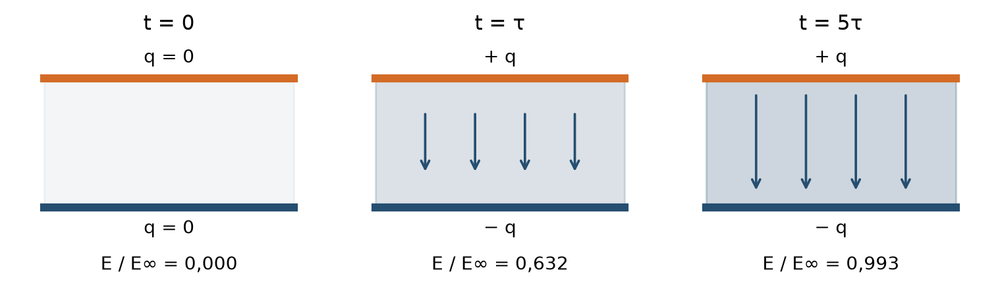 t = 0
q = 0
q = 0
E / E∞ = 0,000
t = τ
+ q
− q
E / E∞ = 0,632
t = 5τ
+ q
− q
E / E∞ = 0,993